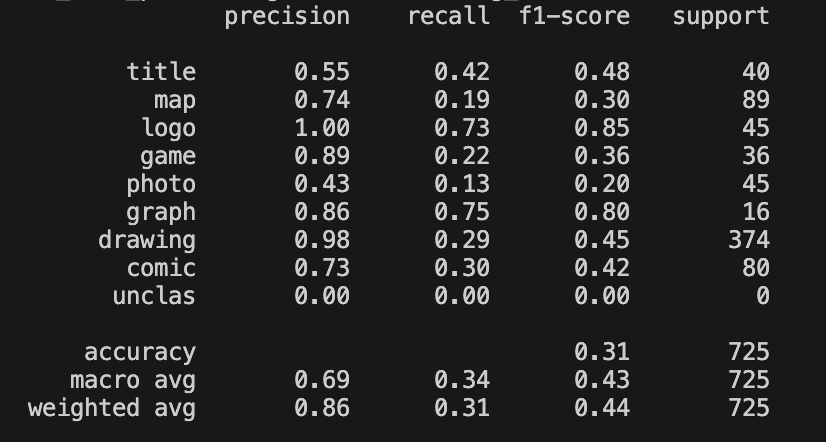 precision recall f1-score support
title 0.55 0.42 0.48 40
map 0.74 0.19 0.30 89
logo 1.00 0.73 0.85 45
game 0.89 0.22 0.36 36
photo 0.43 0.13 0.20 45
graph 0.86 0.75 0.80 16
drawing 0.98 0.29 0.45 374
comic 0.73 0.30 0.42 80
unclas 0.00 0.00 0.00 0
accuracy 0.31 725
macro avg 0.69 0.34 0.43 725
weighted avg 0.86 0.31 0.44 725